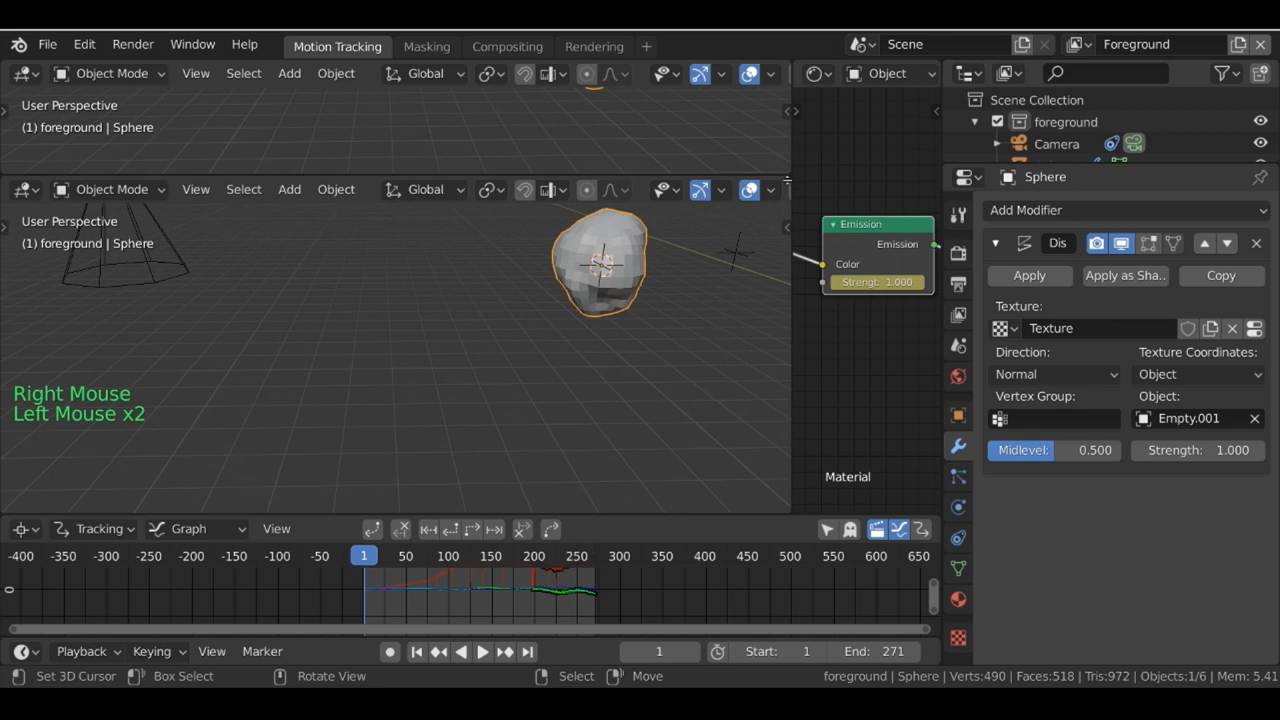 File Edit Render Window Help Motion Tracking Masking Compositing Rendering + Scene Foreground
Object Mode View Select Add Object Global Object
User Perspective
(1) foreground | Sphere
Scene Collection
foreground
Camera
Object Mode View Select Add Object Global
Sphere
User Perspective
(1) foreground | Sphere
Add Modifier
Emission
Emission
Color
Strengt: 1.000
Dis
Apply Apply as Sha.. Copy
Texture:
Texture
Direction: Texture Coordinates:
Normal Object
Vertex Group: Object:
Empty.001
Midlevel: 0.500 Strength: 1.000
Right Mouse
Left Mouse x2
Material
Tracking Graph View
-400 -350 -300 -250 -200 -150 -100 -50 1 50 100 150 200 250 300 350 400 450 500 550 600 650
0
Playback Keying View Marker 1 Start: 1 End: 271
Set 3D Cursor Box Select Rotate View Select Move foreground | Sphere | Verts:490 | Faces:518 | Tris:972 | Objects:1/6 | Mem: 5.41